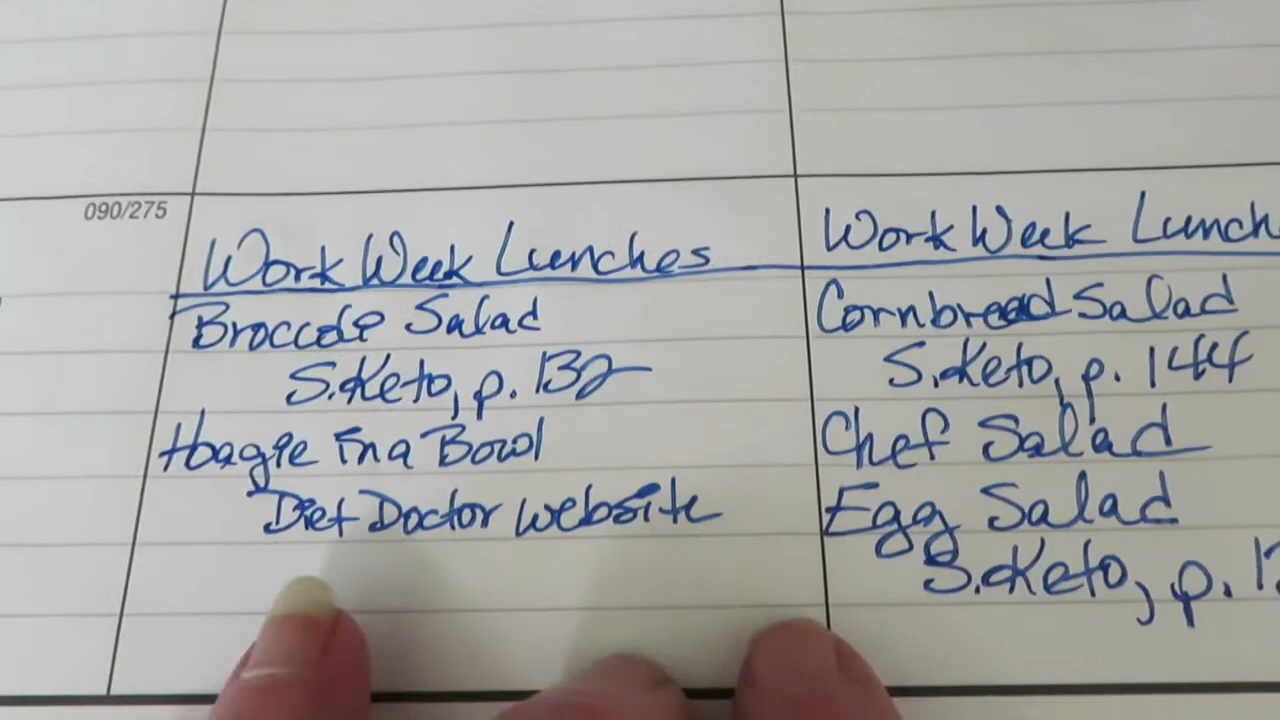 090/275
Work Week Lunches
Broccoli Salad
S.Keto, p. 132
Hoagie in a Bowl
Diet Doctor website
Work Week Lunch
Cornbread Salad
S.Keto, p. 144
Chef Salad
Egg Salad
S.Keto, p.